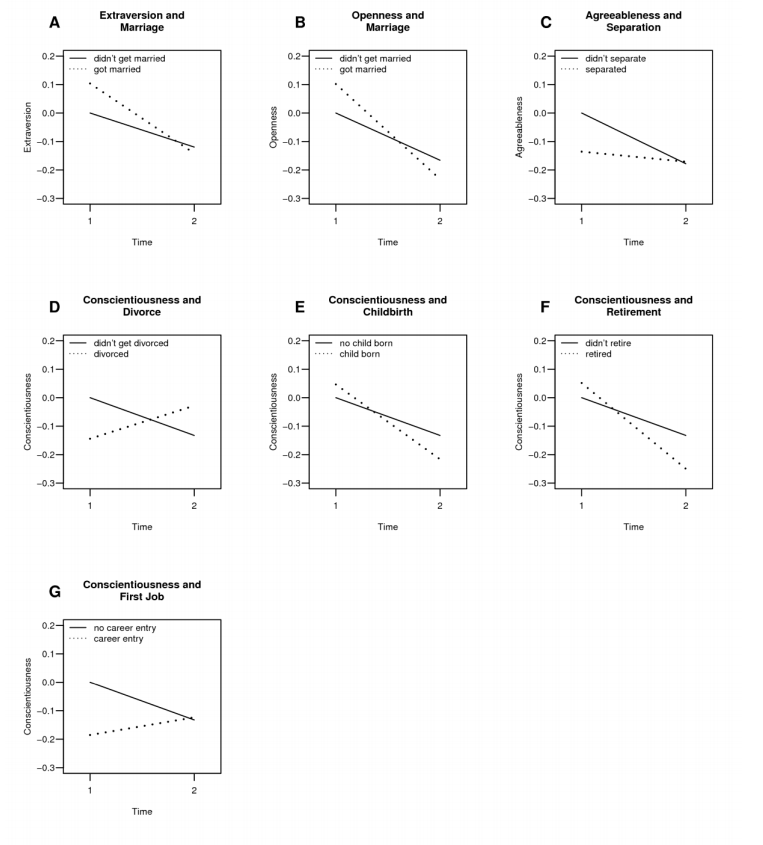 A
Extraversion and
Marriage
0.2
0.1
0.0
−0.1
−0.2
−0.3
Extraversion
didn't get married
got married
1
2
Time
B
Openness and
Marriage
0.2
0.1
0.0
−0.1
−0.2
−0.3
Openness
didn't get married
got married
1
2
Time
C
Agreeableness and
Separation
0.2
0.1
0.0
−0.1
−0.2
−0.3
Agreeableness
didn't separate
separated
1
2
Time
D
Conscientiousness and
Divorce
0.2
0.1
0.0
−0.1
−0.2
−0.3
Conscientiousness
didn't get divorced
divorced
1
2
Time
E
Conscientiousness and
Childbirth
0.2
0.1
0.0
−0.1
−0.2
−0.3
Conscientiousness
no child born
child born
1
2
Time
F
Conscientiousness and
Retirement
0.2
0.1
0.0
−0.1
−0.2
−0.3
Conscientiousness
didn't retire
retired
1
2
Time
G
Conscientiousness and
First Job
0.2
0.1
0.0
−0.1
−0.2
−0.3
Conscientiousness
no career entry
career entry
1
2
Time